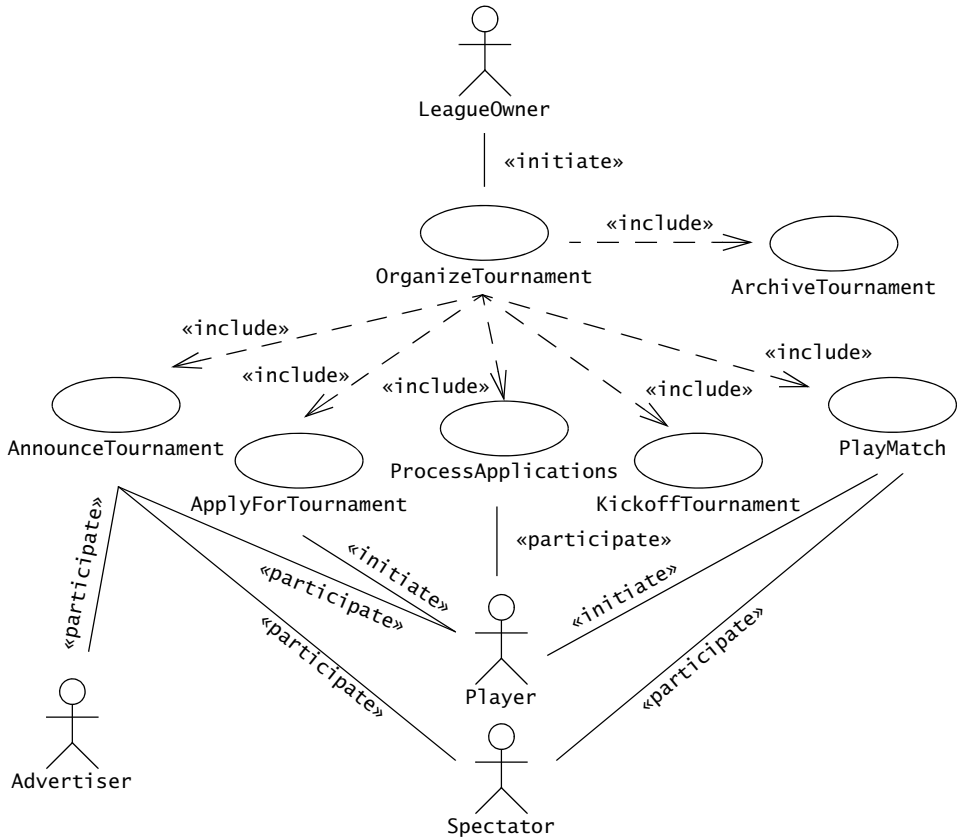 LeagueOwner
«initiate»
«include»
OrganizeTournament
ArchiveTournament
«include»
«include»
«include»
«include»
«include»
AnnounceTournament
ProcessApplications
PlayMatch
ApplyForTournament
KickoffTournament
«participate»
«initiate»
«participate»
«participate»
«participate»
«initiate»
«participate»
Player
Advertiser
Spectator